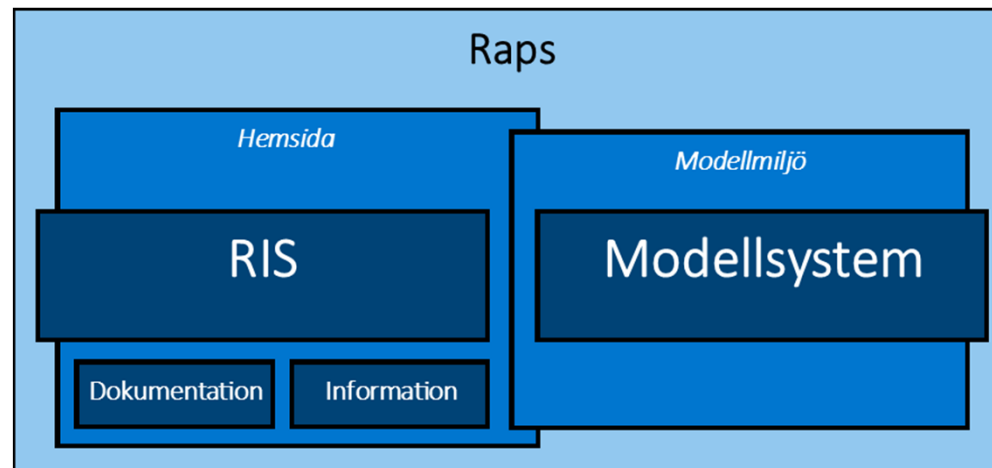 Raps
Hemsida
Modellmiljö
RIS
Modellsystem
Dokumentation
Information